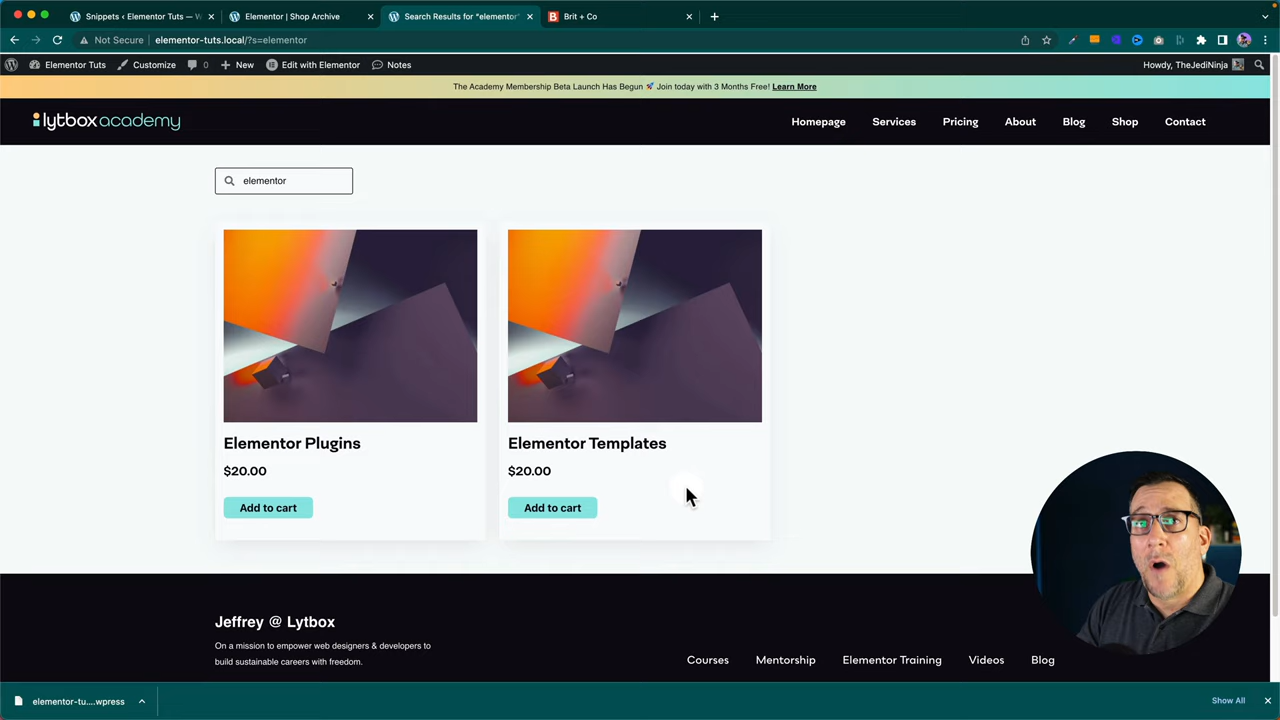 Snippets ‹ Elementor Tuts — W
Elementor | Shop Archive
Search Results for "elementor"
Brit + Co
Not Secure
elementor-tuts.local/?s=elementor
Elementor Tuts
Customize
0
New
Edit with Elementor
Notes
Howdy, TheJediNinja
The Academy Membership Beta Launch Has Begun 🚀 Join today with 3 Months Free! Learn More
lytboxacademy
Homepage
Services
Pricing
About
Blog
Shop
Contact
elementor
Elementor Plugins
$20.00
Add to cart
Elementor Templates
$20.00
Add to cart
Jeffrey @ Lytbox
On a mission to empower web designers & developers to
build sustainable careers with freedom.
Courses
Mentorship
Elementor Training
Videos
Blog
elementor-tu....wpress
Show All